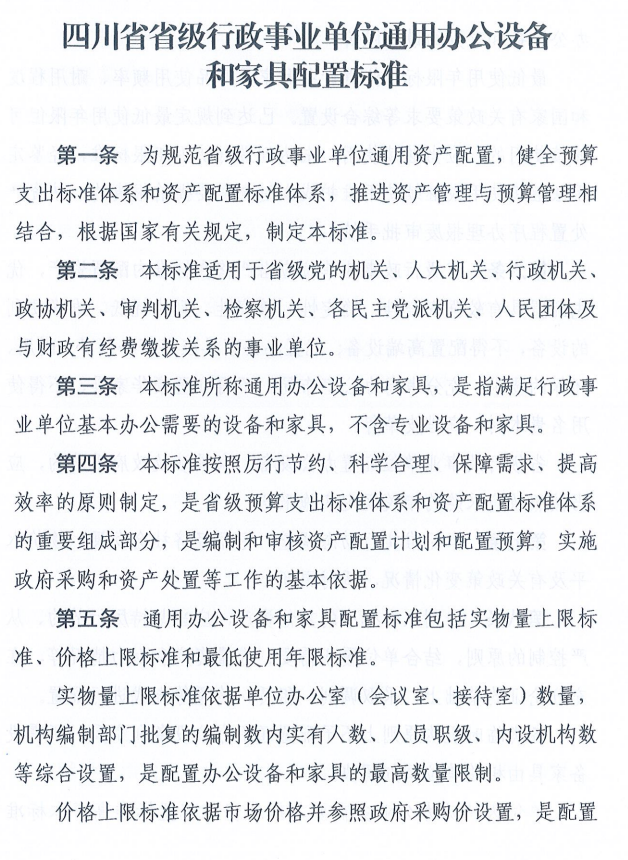 四川省省级行政事业单位通用办公设备
和家具配置标准
第一条 为规范省级行政事业单位通用资产配置，健全预算
支出标准体系和资产配置标准体系，推进资产管理与预算管理相
结合，根据国家有关规定，制定本标准。
第二条 本标准适用于省级党的机关、人大机关、行政机关、
政协机关、审判机关、检察机关、各民主党派机关、人民团体及
与财政有经费缴拨关系的事业单位。
第三条 本标准所称通用办公设备和家具，是指满足行政事
业单位基本办公需要的设备和家具，不含专业设备和家具。
第四条 本标准按照厉行节约、科学合理、保障需求、提高
效率的原则制定，是省级预算支出标准体系和资产配置标准体系
的重要组成部分，是编制和审核资产配置计划和配置预算，实施
政府采购和资产处置等工作的基本依据。
第五条 通用办公设备和家具配置标准包括实物量上限标
准、价格上限标准和最低使用年限标准。
实物量上限标准依据单位办公室（会议室、接待室）数量，
机构编制部门批复的编制数内实有人数、人员职级、内设机构数
等综合设置，是配置办公设备和家具的最高数量限制。
价格上限标准依据市场价格并参照政府采购价设置，是配置